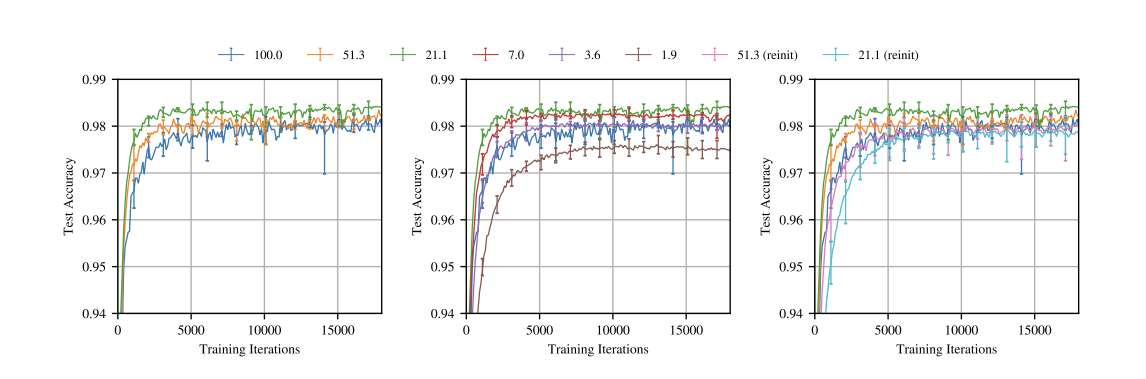 100.0 51.3 21.1 7.0 3.6 1.9 51.3 (reinit) 21.1 (reinit)
0.99
0.98
0.97
0.96
0.95
0.94
Test Accuracy
0 5000 10000 15000
Training Iterations
0.99
0.98
0.97
0.96
0.95
0.94
Test Accuracy
0 5000 10000 15000
Training Iterations
0.99
0.98
0.97
0.96
0.95
0.94
Test Accuracy
0 5000 10000 15000
Training Iterations